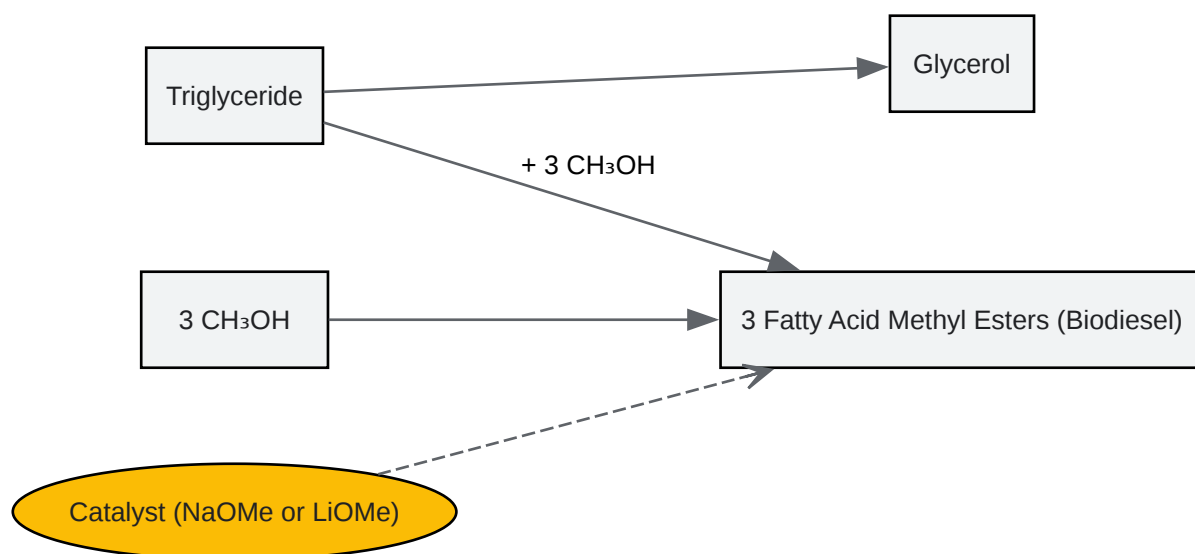 Glycerol
Triglyceride
+ 3 CH₃OH
3 CH₃OH
3 Fatty Acid Methyl Esters (Biodiesel)
Catalyst (NaOMe or LiOMe)